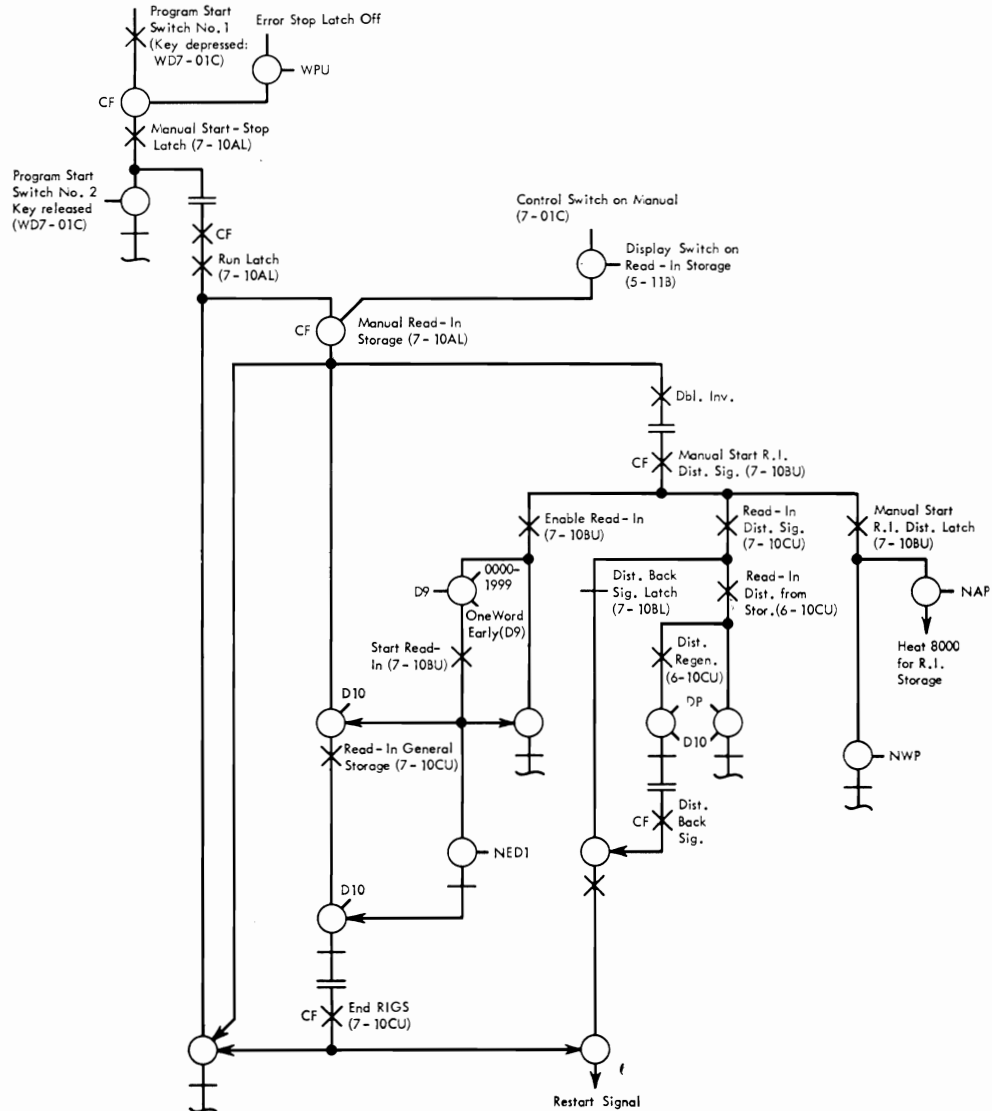 Program Start
Switch No. 1
(Key depressed:
WD7-01C)
Error Stop Latch Off
WPU
CF
Manual Start-Stop
Latch (7-10AL)
Program Start
Switch No. 2
Key released
(WD7-01C)
CF
Run Latch
(7-10AL)
Control Switch on Manual
(7-01C)
Display Switch on
Read-In Storage
(5-11B)
CF
Manual Read-In
Storage (7-10AL)
Dbl. Inv.
CF
Manual Start R.I.
Dist. Sig. (7-10BU)
Enable Read-In
(7-10BU)
Read-In
Dist. Sig.
(7-10CU)
Manual Start
R.I. Dist. Latch
(7-10BU)
D9
0000-
1999
One Word
Early(D9)
Dist. Back
Sig. Latch
(7-10BL)
Read-In
Dist. from
Stor.(6-10CU)
NAP
Heat 8000
for R.I.
Storage
Start Read-
In (7-10BU)
Dist.
Regen.
(6-10CU)
D10
DP
D10
Read-In General
Storage (7-10CU)
NWP
CF
Dist.
Back
Sig.
NED1
D10
CF
End RIGS
(7-10CU)
Restart Signal